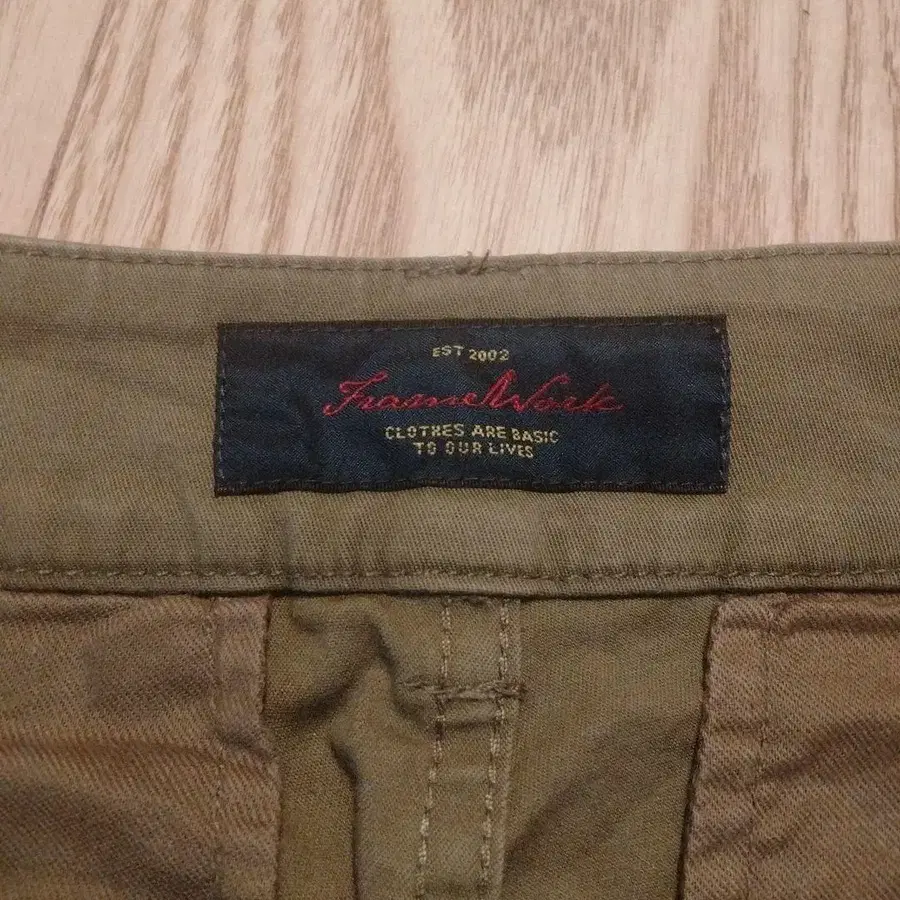 EST 2002
FrameWork
CLOTHES ARE BASIC
TO OUR LIVES